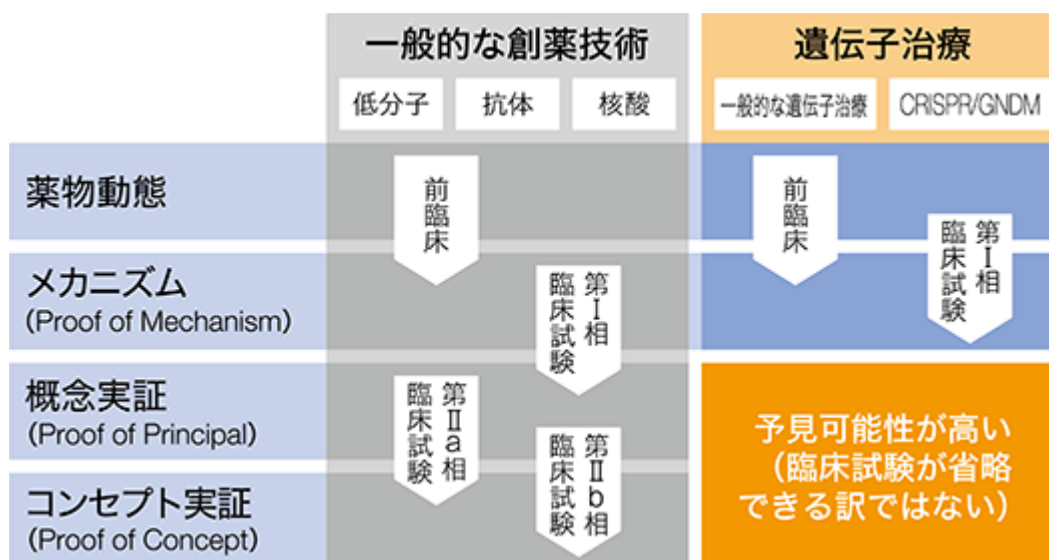 一般的な創薬技術
遺伝子治療
低分子
抗体
核酸
一般的な遺伝子治療
CRISPR/GNDM
薬物動態
前臨床
前臨床
第Ⅰ相
臨床試験
メカニズム
(Proof of Mechanism)
第Ⅰ相
臨床試験
概念実証
(Proof of Principal)
第Ⅱa相
臨床試験
予見可能性が高い
（臨床試験が省略
できる訳ではない）
第Ⅱb相
臨床試験
コンセプト実証
(Proof of Concept)